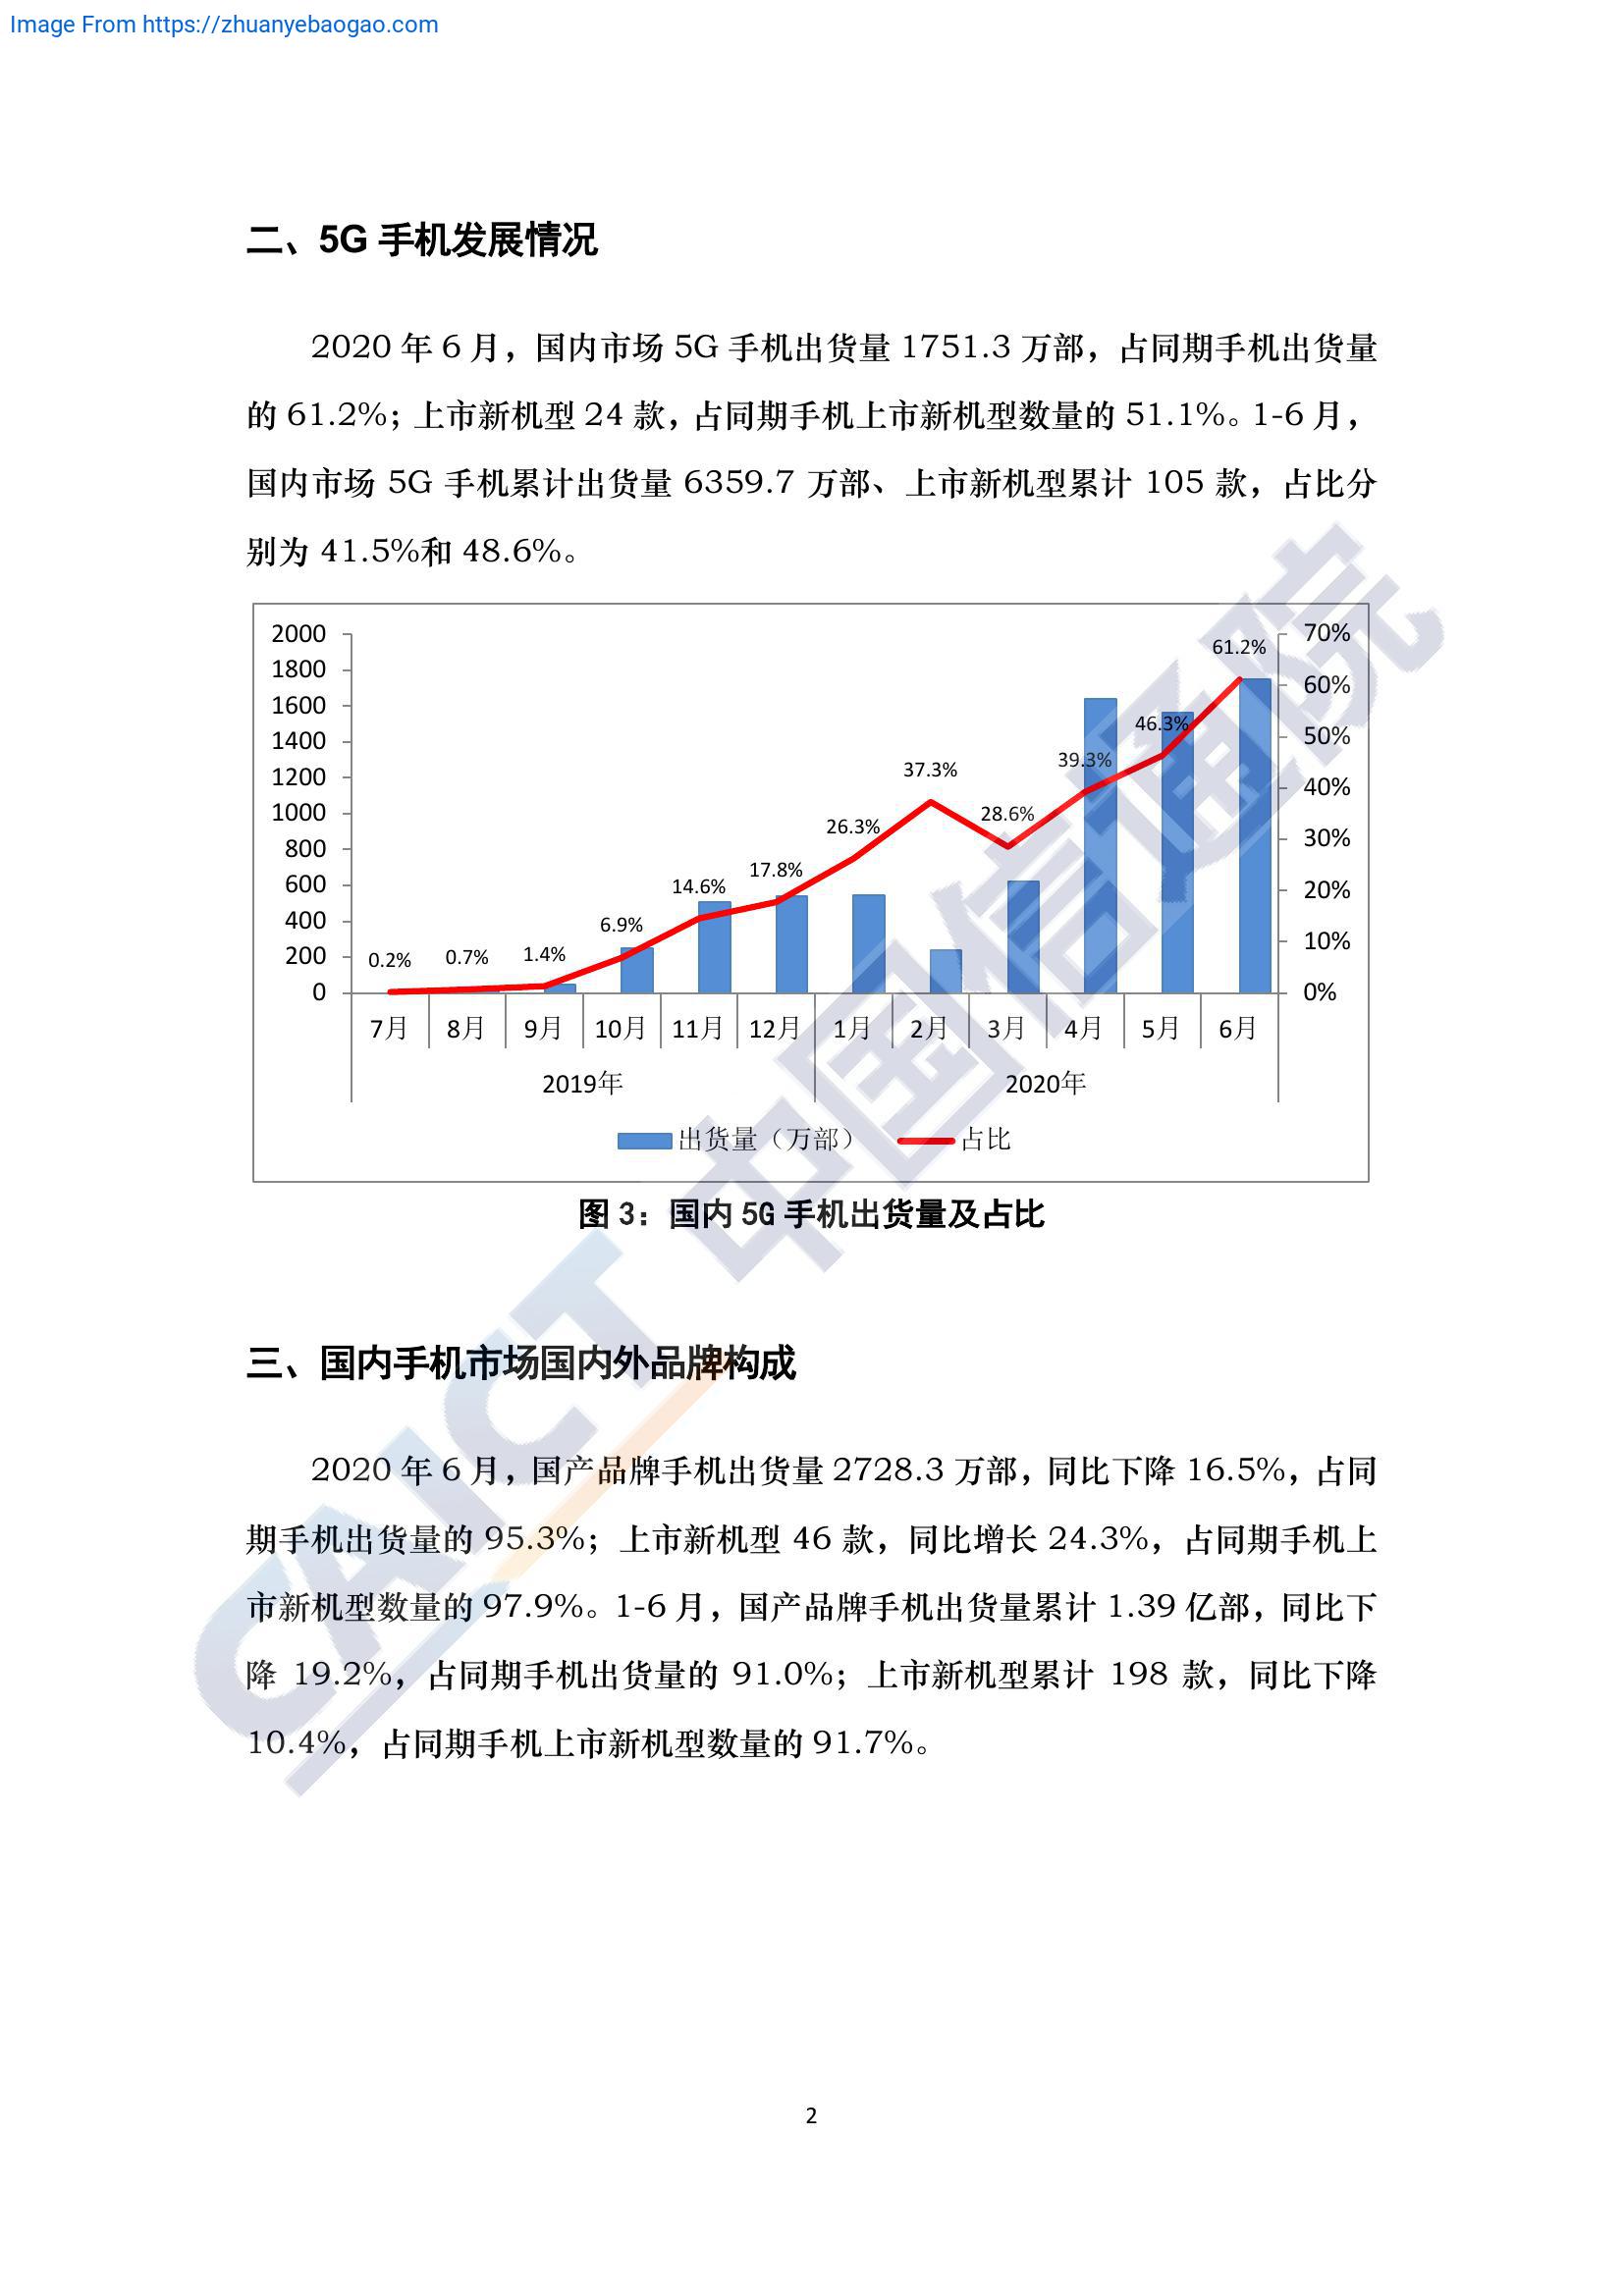 Image From https://zhuanyebaogao.com
二、5G 手机发展情况
2020 年 6 月，国内市场 5G 手机出货量 1751.3 万部，占同期手机出货量
的 61.2%；上市新机型 24 款，占同期手机上市新机型数量的 51.1%。1-6 月，
国内市场 5G 手机累计出货量 6359.7 万部、上市新机型累计 105 款，占比分
别为 41.5%和 48.6%。
2000
1800
1600
1400
1200
1000
800
600
400
200
0
70%
60%
50%
40%
30%
20%
10%
0%
0.2%
0.7%
1.4%
6.9%
14.6%
17.8%
26.3%
37.3%
28.6%
39.3%
46.3%
61.2%
7月 8月 9月 10月 11月 12月 1月 2月 3月 4月 5月 6月
2019年 2020年
出货量（万部） 占比
图 3：国内 5G 手机出货量及占比
三、国内手机市场国内外品牌构成
2020 年 6 月，国产品牌手机出货量 2728.3 万部，同比下降 16.5%，占同
期手机出货量的 95.3%；上市新机型 46 款，同比增长 24.3%，占同期手机上
市新机型数量的 97.9%。1-6 月，国产品牌手机出货量累计 1.39 亿部，同比下
降 19.2%，占同期手机出货量的 91.0%；上市新机型累计 198 款，同比下降
10.4%，占同期手机上市新机型数量的 91.7%。
CAICT 中国信通院
2